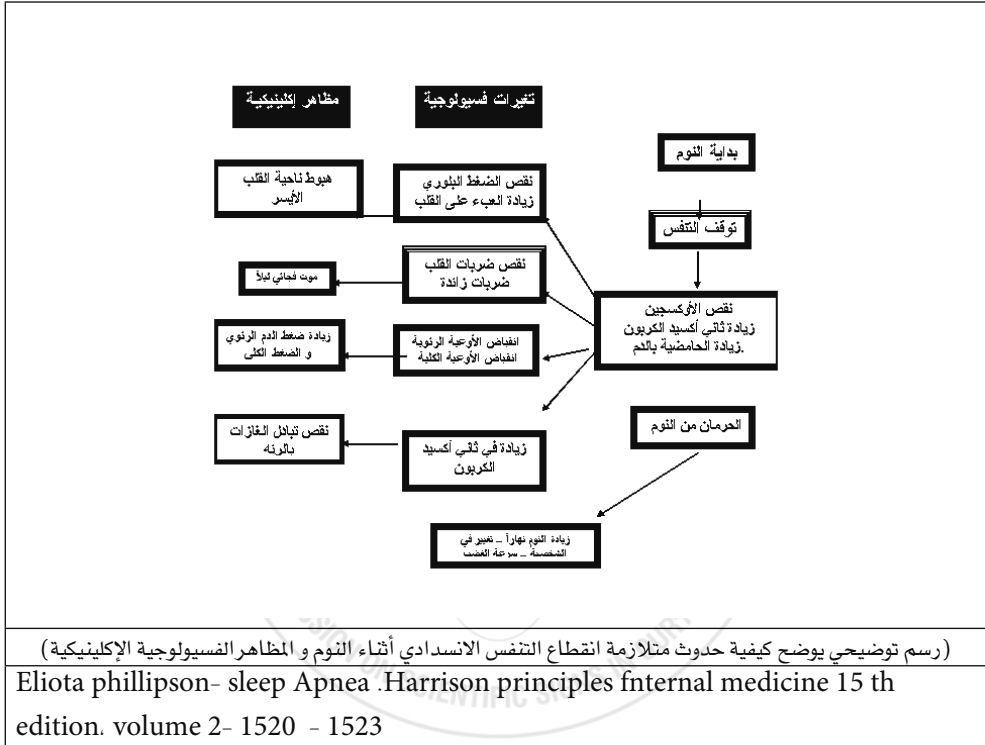 تغيرات فسيولوجية
مظاهر إكلينيكية
بداية النوم
توقف التنفس
نقص الأوكسجين
زيادة ثاني أكسيد الكربون
زيادة الحامضية بالدم.
نقص الضغط البلوري
زيادة العبء على القلب
هبوط ناحية القلب
الأيسر
نقص ضربات القلب
ضربات زائدة
موت فجائي ليلاً
انقباض الأوعية الرئوية
انقباض الأوعية الكلية
زيادة ضغط الدم الرئوي
و الضغط الكلى
زيادة في ثاني أكسيد
الكربون
نقص تبادل الغازات
بالرئه
الحرمان من النوم
زيادة النوم نهاراً – تغيير في
الشخصية – سرعة الغضب
(رسم توضيحي يوضح كيفية حدوث متلازمة انقطاع التنفس الانسدادي أثناء النوم و المظاهر الفسيولوجية الإكلينيكية)
Eliota phillipson- sleep Apnea .Harrison principles fnternal medicine 15 th
edition، volume 2- 1520 - 1523